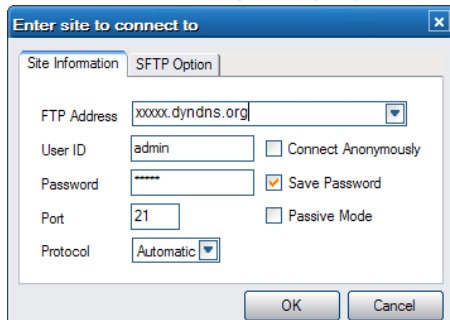 Enter site to connect to
Site Information SFTP Option
FTP Address xxxxx.dyndns.org
User ID admin Connect Anonymously
Password ***** Save Password
Port 21 Passive Mode
Protocol Automatic
OK Cancel